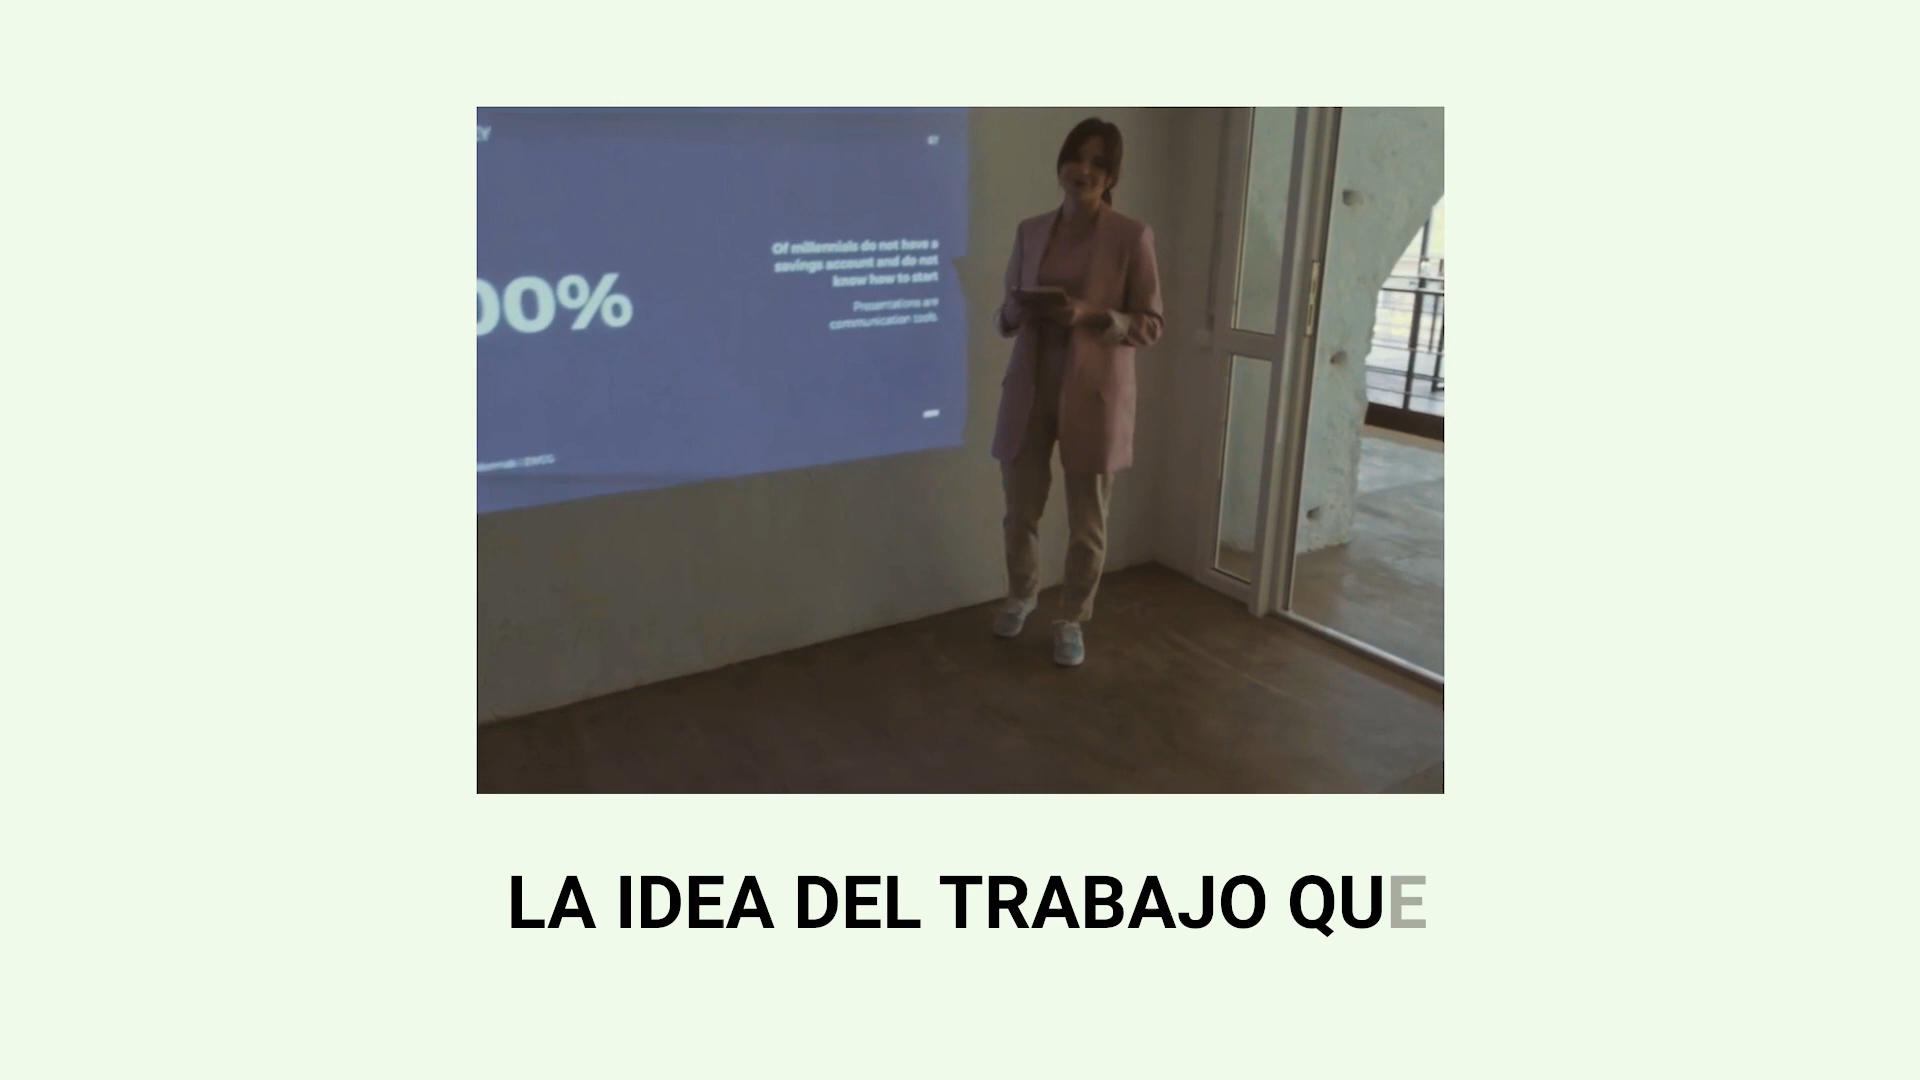 00%
Of millennials do not have a
savings account and do not
know how to start
Presentations are
communication tools.
LA IDEA DEL TRABAJO QUE